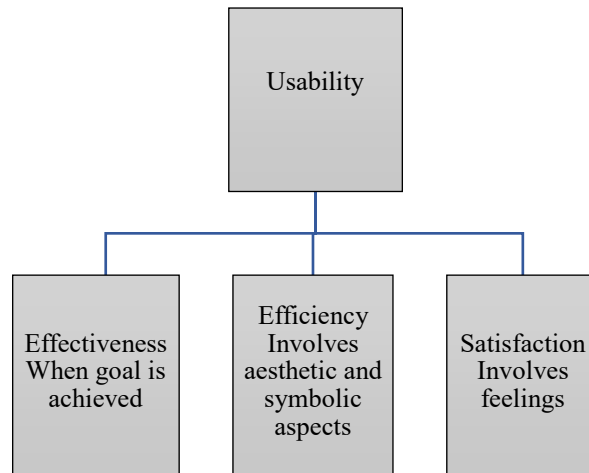 Usability
Effectiveness
When goal is
achieved
Efficiency
Involves
aesthetic and
symbolic
aspects
Satisfaction
Involves
feelings